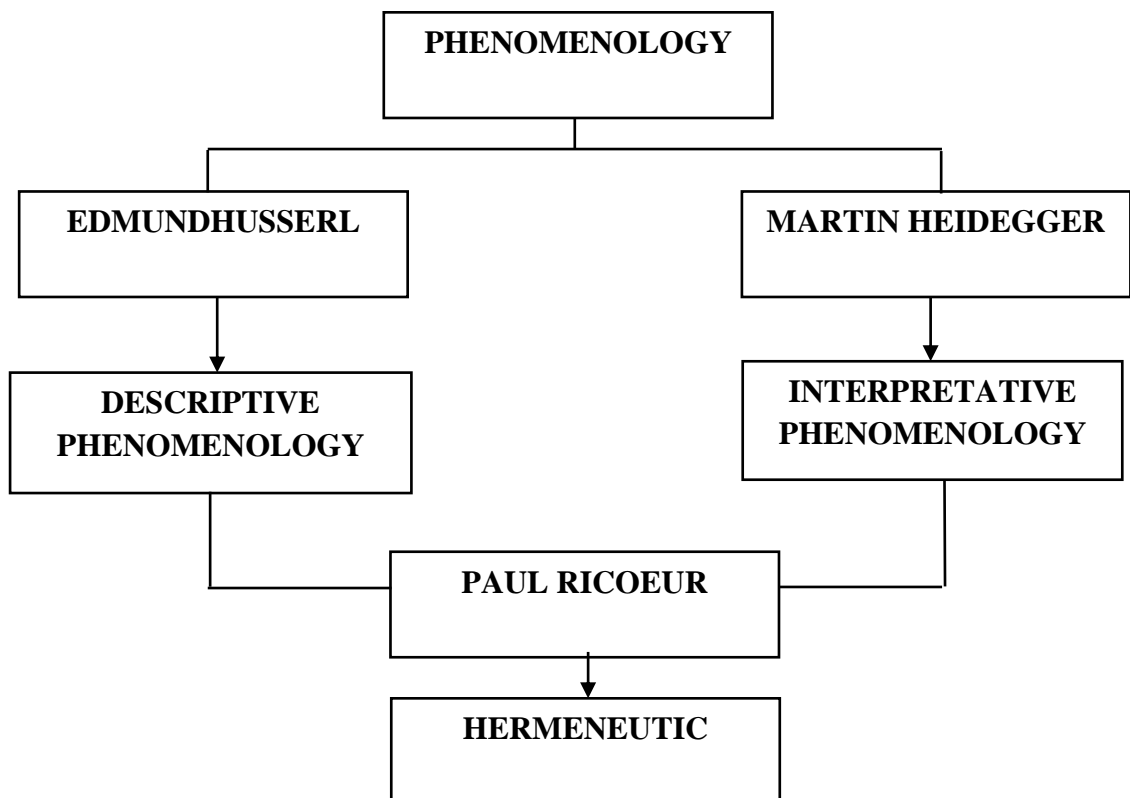 PHENOMENOLOGY
EDMUNDHUSSERL
MARTIN HEIDEGGER
DESCRIPTIVE
PHENOMENOLOGY
INTERPRETATIVE
PHENOMENOLOGY
PAUL RICOEUR
HERMENEUTIC